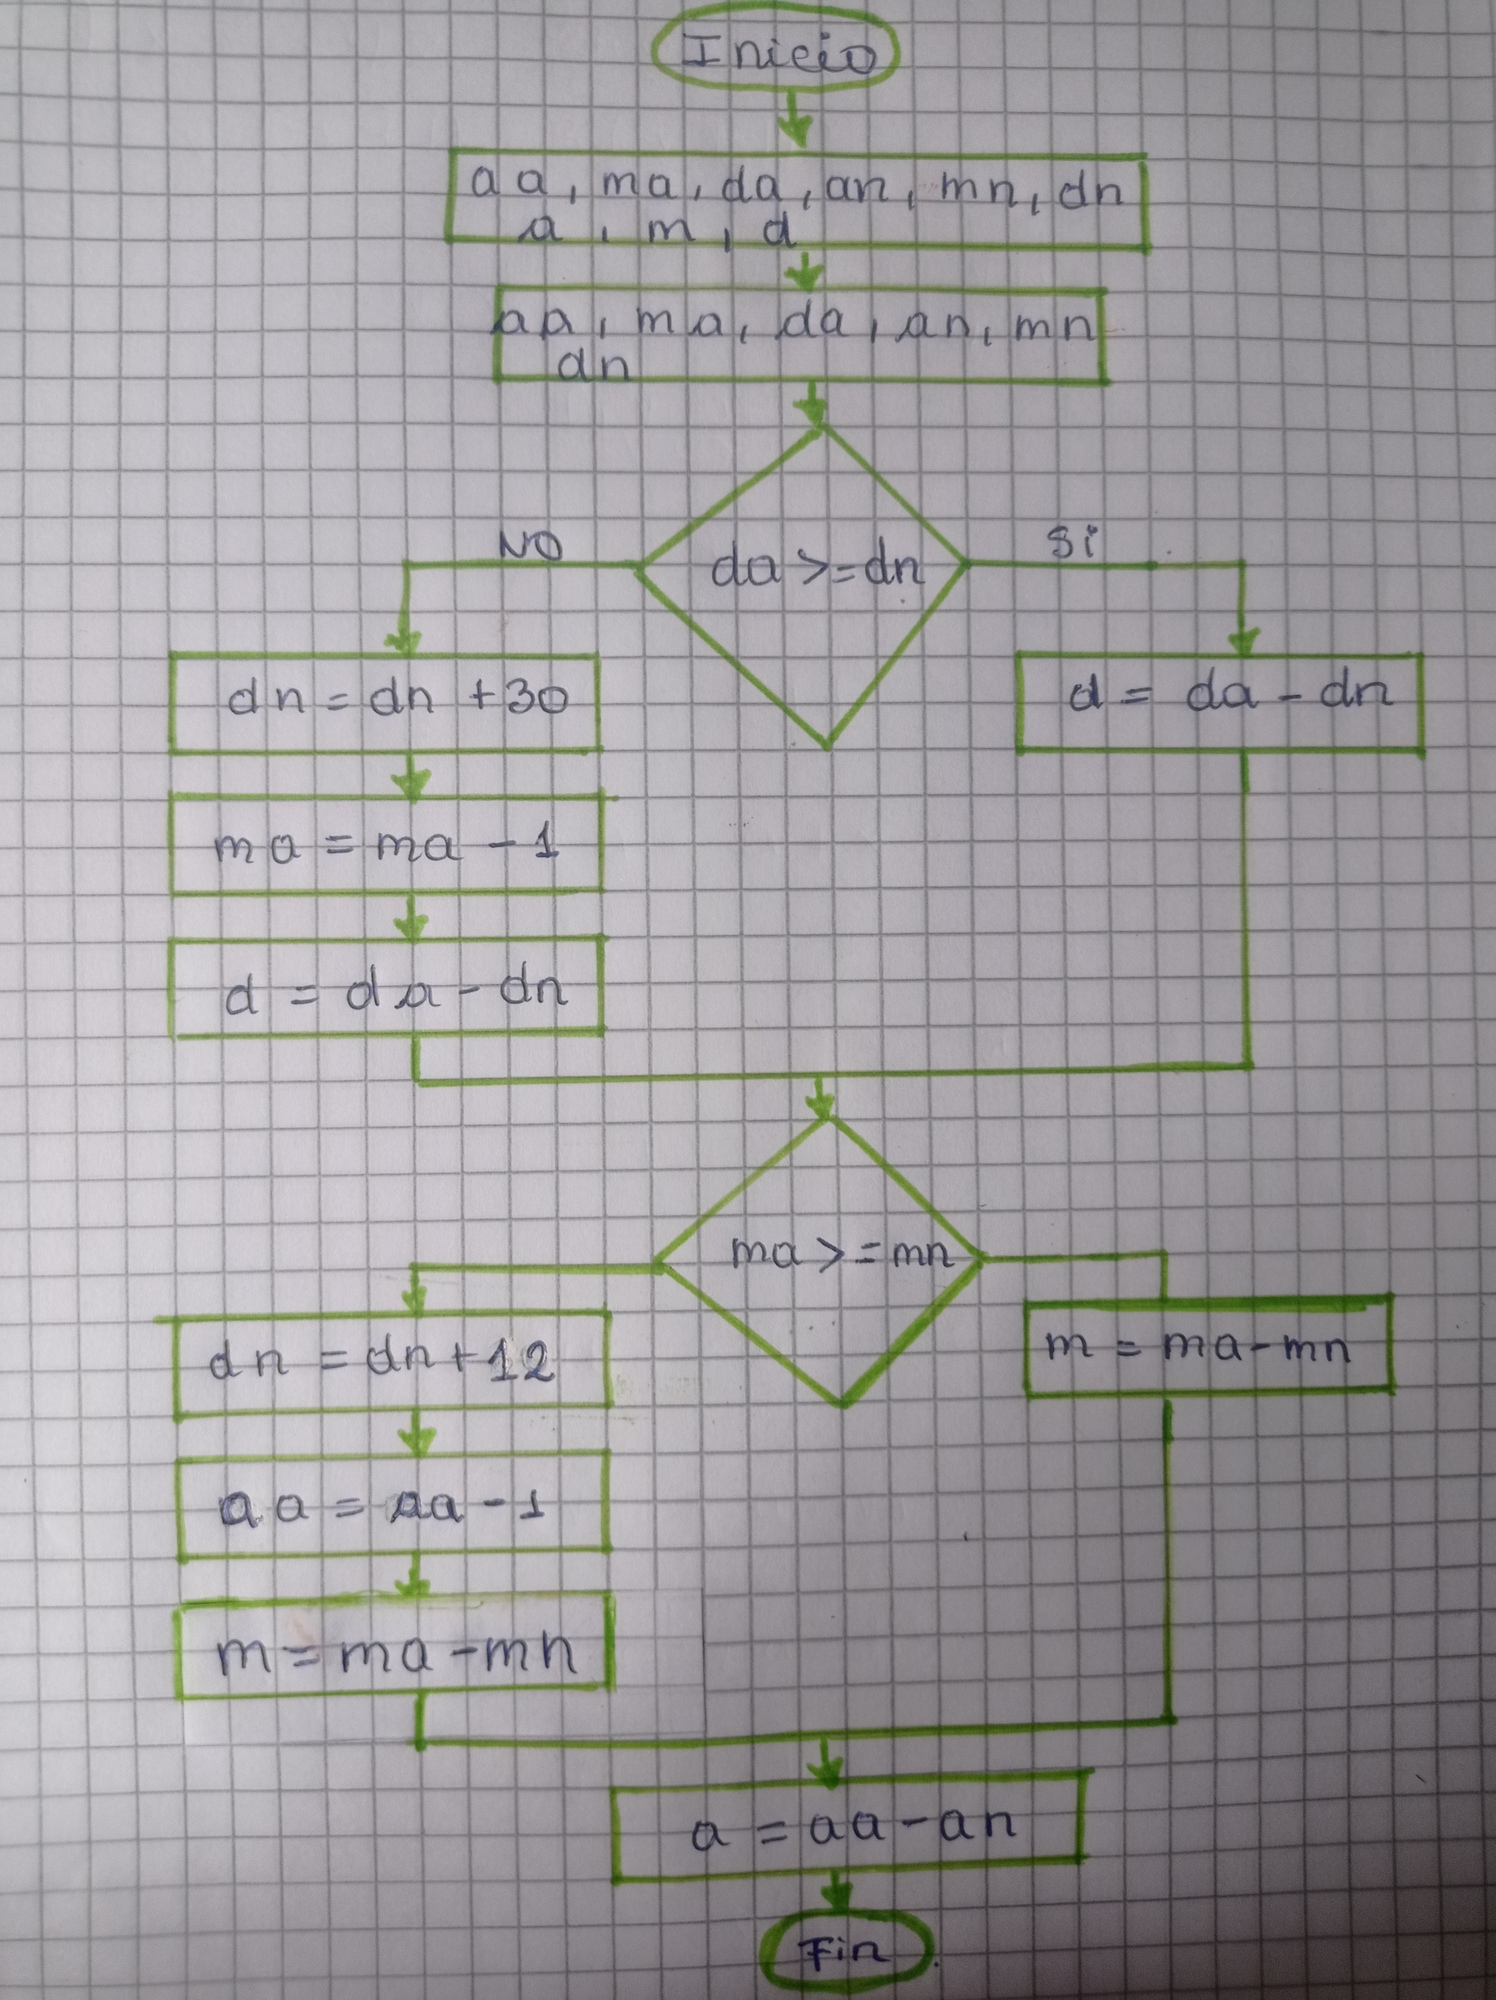 Inicio
aa, ma, da, an, mn, dn
a, m, d
aa, ma, da, an, mn
dn
NO
da >= dn
Si
dn = dn + 30
d = da - dn
ma = ma - 1
d = da - dn
ma >= mn
dn = dn + 12
m = ma - mn
aa = aa - 1
m = ma - mn
a = aa - an
Fin